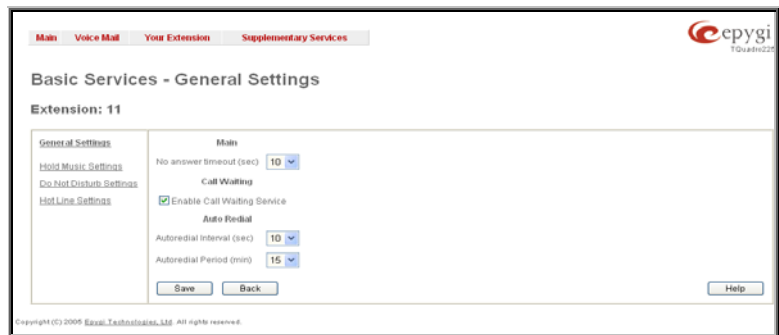 Main Voice Mail Your Extension Supplementary Services
epygi
Basic Services - General Settings
Extension: 11
General Settings
Hold Music Settings
Do Not Disturb Settings
Hot Line Settings
Main
No answer timeout (sec) 10
Call Waiting
Enable Call Waiting Service
Auto Redial
Autoredial Interval (sec) 10
Autoredial Period (min) 15
Save Back
Help
Copyright (C) 2005 Epygi Technologies, Ltd. All rights reserved.